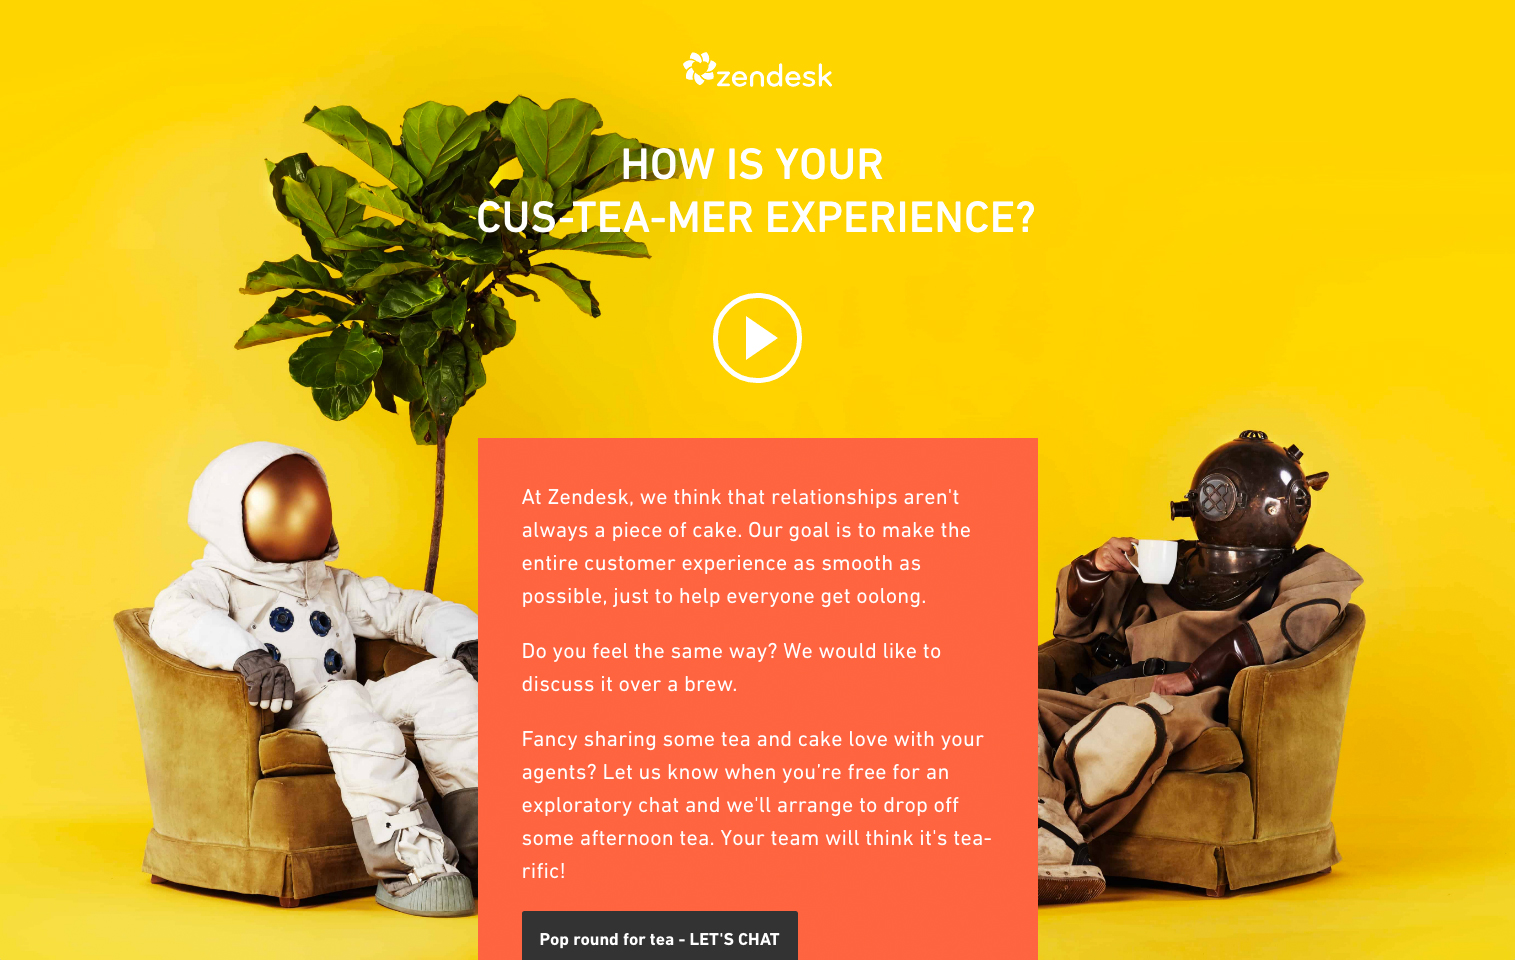 zendesk
HOW IS YOUR
CUS-TEA-MER EXPERIENCE?
At Zendesk, we think that relationships aren't
always a piece of cake. Our goal is to make the
entire customer experience as smooth as
possible, just to help everyone get oolong.
Do you feel the same way? We would like to
discuss it over a brew.
Fancy sharing some tea and cake love with your
agents? Let us know when you’re free for an
exploratory chat and we'll arrange to drop off
some afternoon tea. Your team will think it's tea-
rific!
Pop round for tea - LET'S CHAT